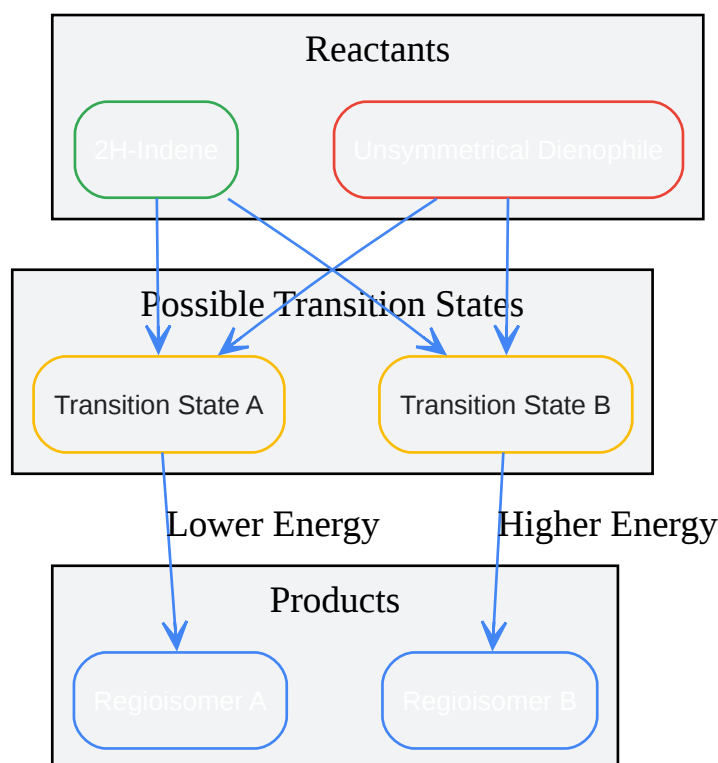 Reactants
2H-Indene
Unsymmetrical Dienophile
Possible Transition States
Transition State A
Transition State B
Lower Energy
Higher Energy
Products
Regioisomer A
Regioisomer B